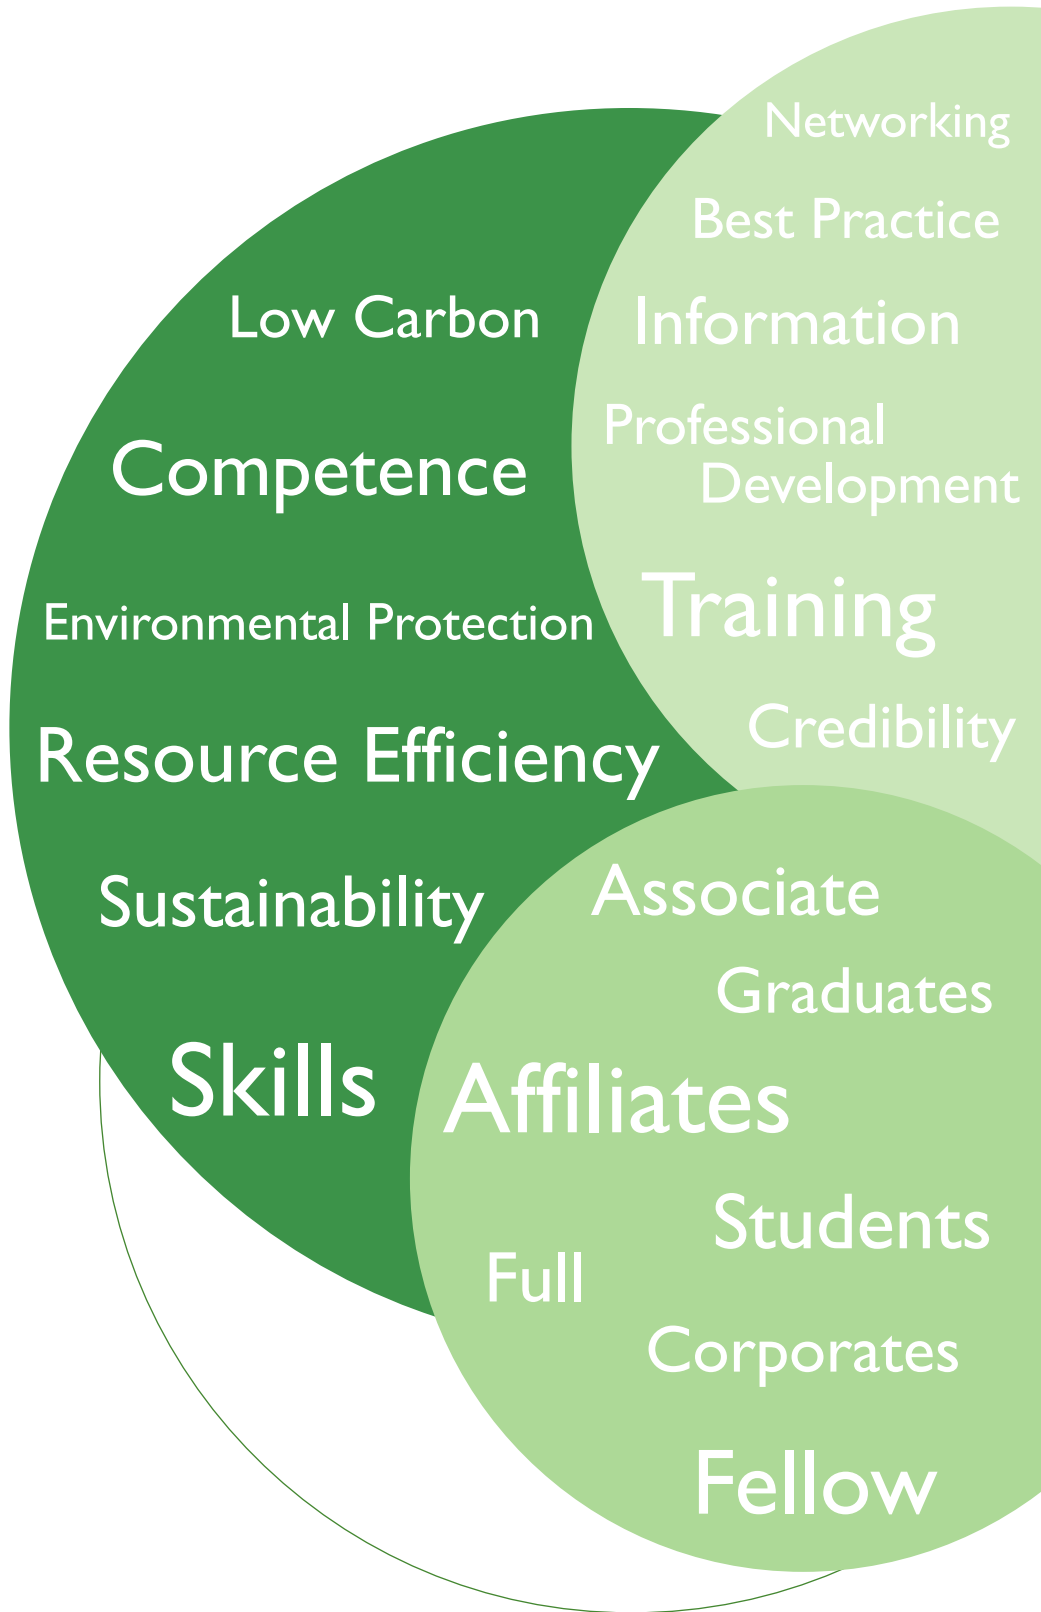 Networking
Best Practice
Information
Professional
Development
Training
Credibility
Low Carbon
Competence
Environmental Protection
Resource Efficiency
Sustainability
Skills
Associate
Graduates
Affiliates
Students
Full
Corporates
Fellow